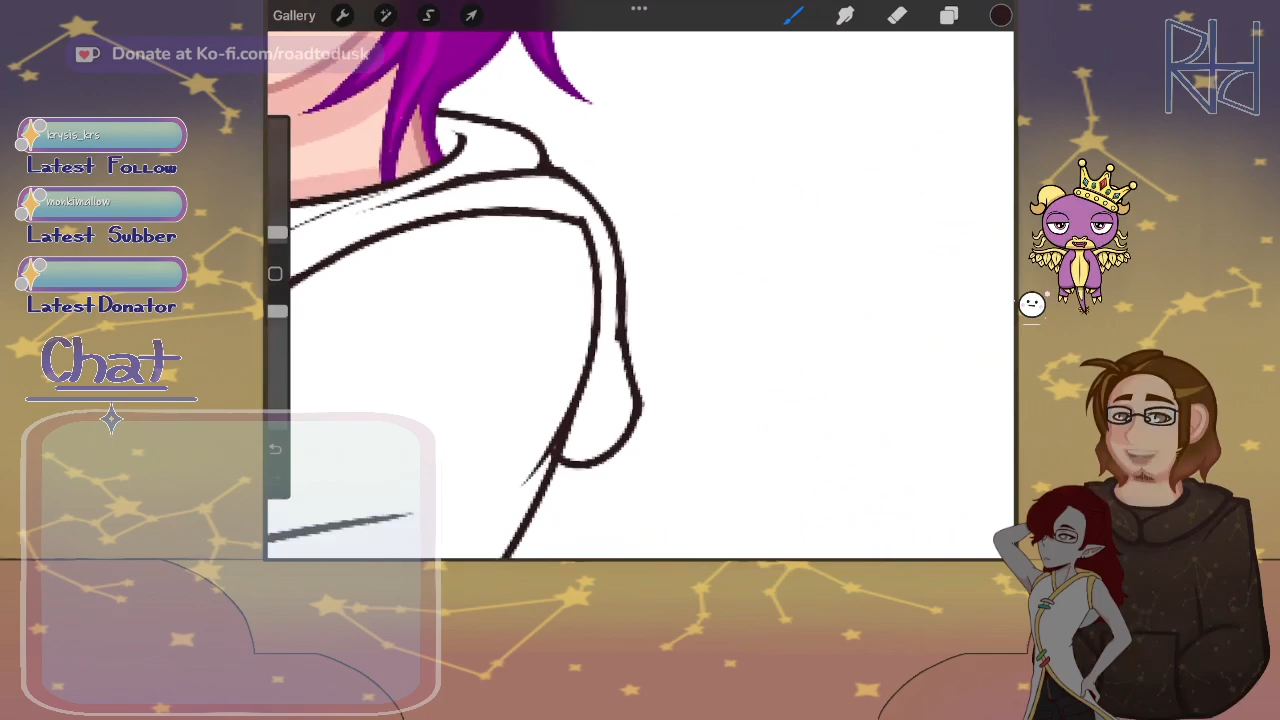 Gallery
Donate at Ko-fi.com/roadtodusk
krysis_krs
Latest Follow
monkimallow
Latest Subber
Latest Donator
Chat